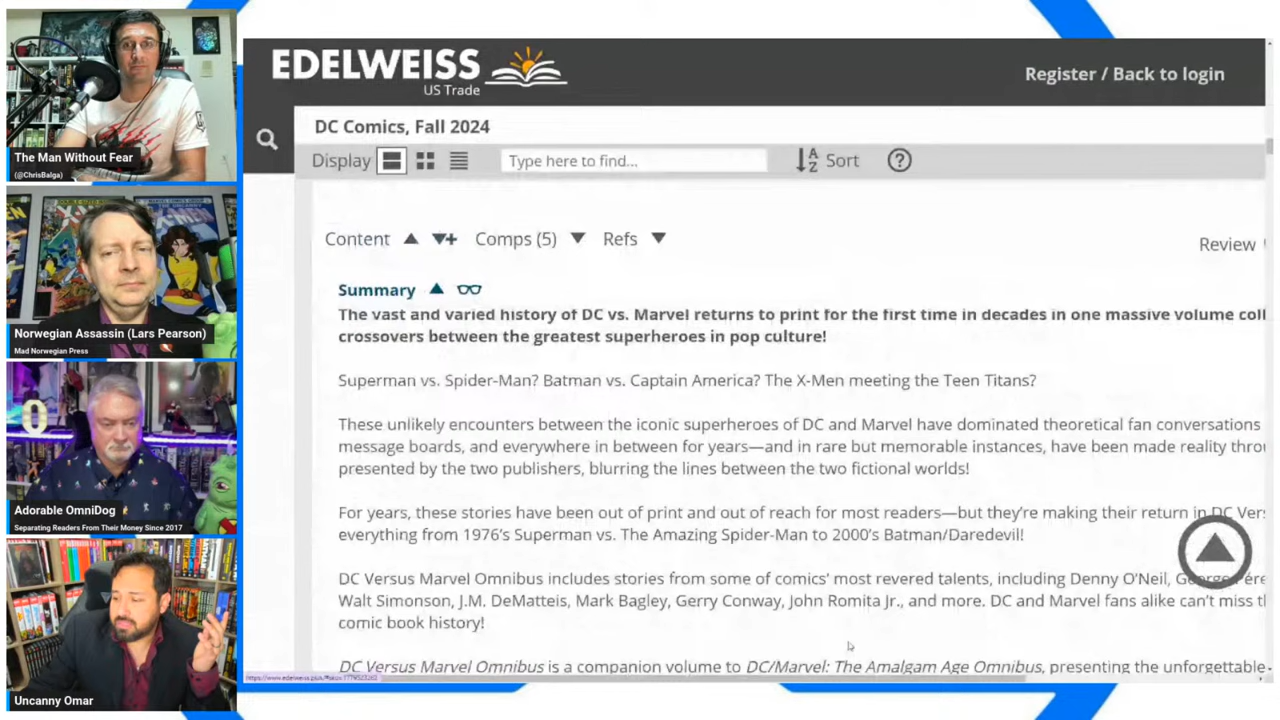 The Man Without Fear
(@ChrisBalga)
Norwegian Assassin (Lars Pearson)
Mad Norwegian Press
Adorable OmniDog
Separating Readers From Their Money Since 2017
Uncanny Omar
EDELWEISS
US Trade
Register / Back to login
DC Comics, Fall 2024
Display
Type here to find...
Sort
Content
Comps (5)
Refs
Review
Summary
The vast and varied history of DC vs. Marvel returns to print for the first time in decades in one massive volume coll
crossovers between the greatest superheroes in pop culture!
Superman vs. Spider-Man? Batman vs. Captain America? The X-Men meeting the Teen Titans?
These unlikely encounters between the iconic superheroes of DC and Marvel have dominated theoretical fan conversations
message boards, and everywhere in between for years—and in rare but memorable instances, have been made reality throu
presented by the two publishers, blurring the lines between the two fictional worlds!
For years, these stories have been out of print and out of reach for most readers—but they're making their return in DC Vers
everything from 1976's Superman vs. The Amazing Spider-Man to 2000's Batman/Daredevil!
DC Versus Marvel Omnibus includes stories from some of comics' most revered talents, including Denny O'Neil, George Pére
Walt Simonson, J.M. DeMatteis, Mark Bagley, Gerry Conway, John Romita Jr., and more. DC and Marvel fans alike can't miss t
comic book history!
DC Versus Marvel Omnibus is a companion volume to DC/Marvel: The Amalgam Age Omnibus, presenting the unforgettable